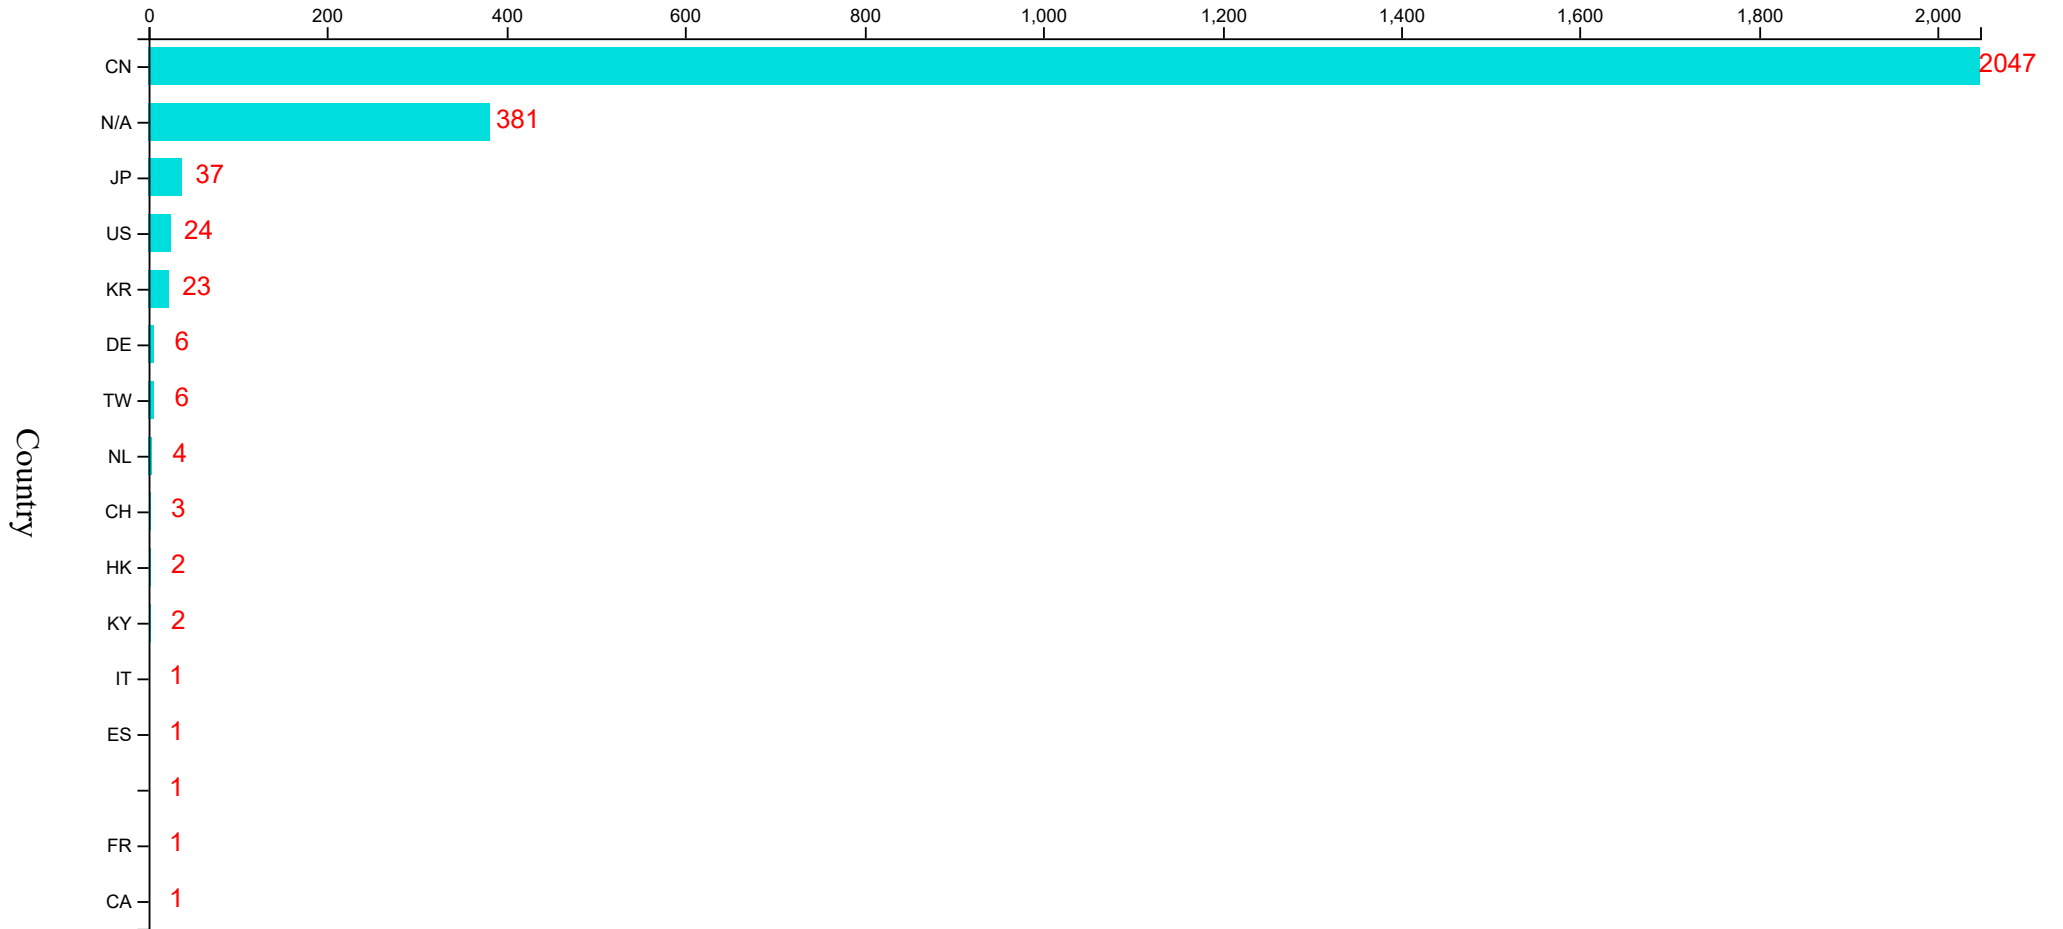 0 200 400 600 800 1,000 1,200 1,400 1,600 1,800 2,000
CN 2047
N/A 381
JP 37
US 24
KR 23
DE 6
TW 6
NL 4
CH 3
HK 2
KY 2
IT 1
ES 1
1
FR 1
CA 1
Country